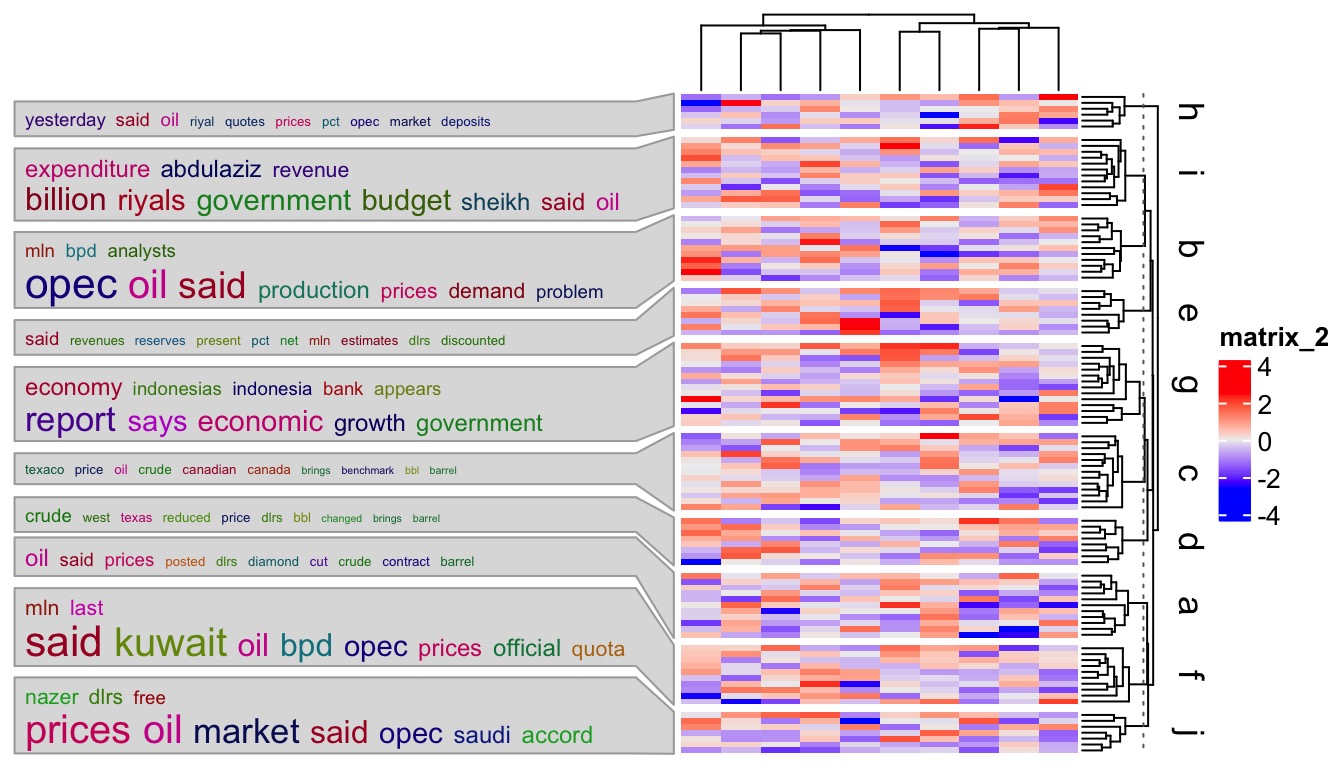 yesterday said oil riyal quotes prices pct opec market deposits
expenditure abdulaziz revenue
billion riyals government budget sheikh said oil
mln bpd analysts
opec oil said production prices demand problem
said revenues reserves present pct net mln estimates dlrs discounted
economy indonesias indonesia bank appears
report says economic growth government
texaco price oil crude canadian canada brings benchmark bbl barrel
crude west texas reduced price dlrs bbl changed brings barrel
oil said prices posted dlrs diamond cut crude contract barrel
mln last
said kuwait oil bpd opec prices official quota
nazer dlrs free
prices oil market said opec saudi accord
h
i
b
e
g
c
d
a
f
j
matrix_2
4
2
0
-2
-4